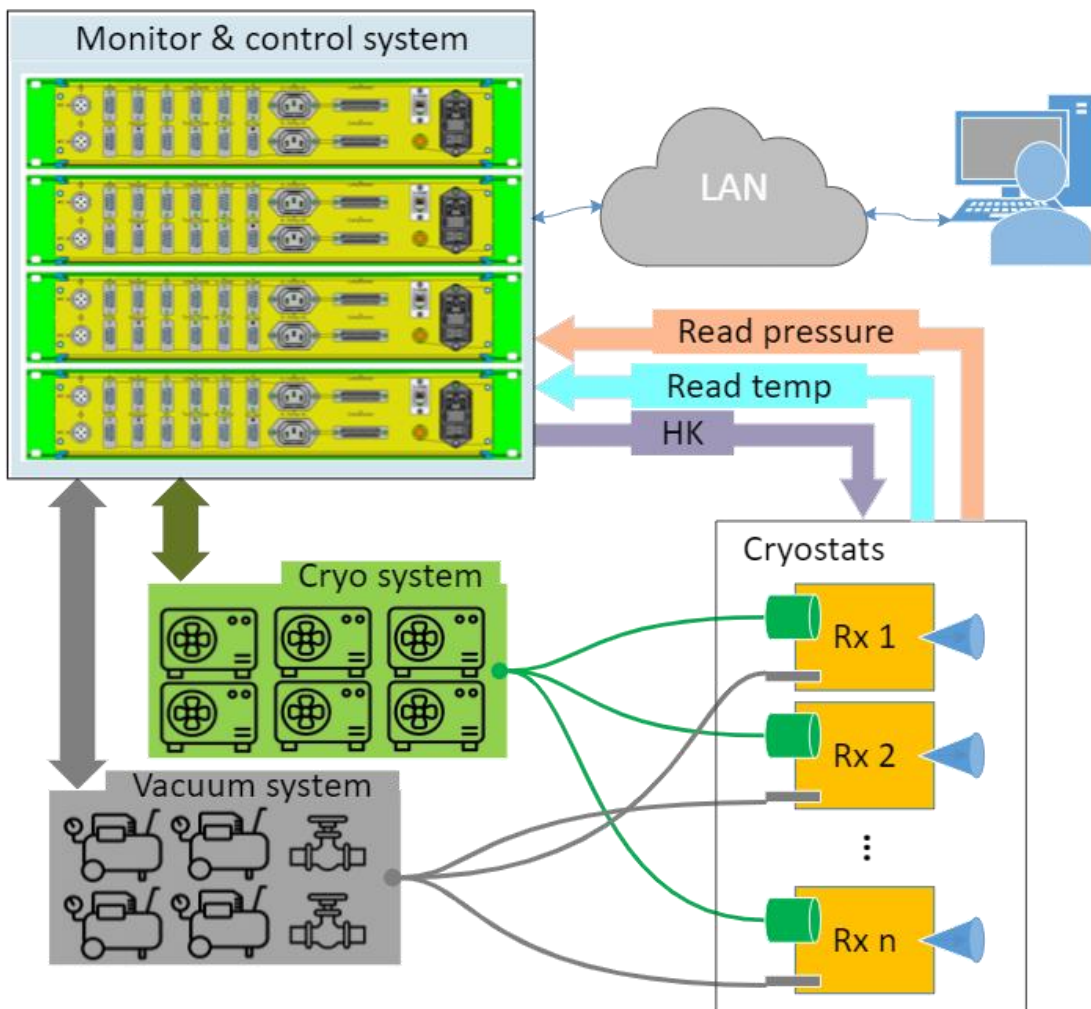 Monitor & control system
LAN
Read pressure
Read temp
HK
Cryostats
Cryo system
Rx 1
Rx 2
Vacuum system
...
Rx n